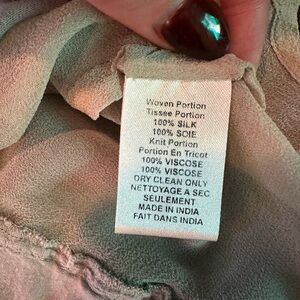 Woven Portion
Tissee Portion
100% SILK
100% SOIE
Knit Portion
Portion En Tricot
100% VISCOSE
100% VISCOSE
DRY CLEAN ONLY
NETTOYAGE A SEC
SEULEMENT
MADE IN INDIA
FAIT DANS INDIA